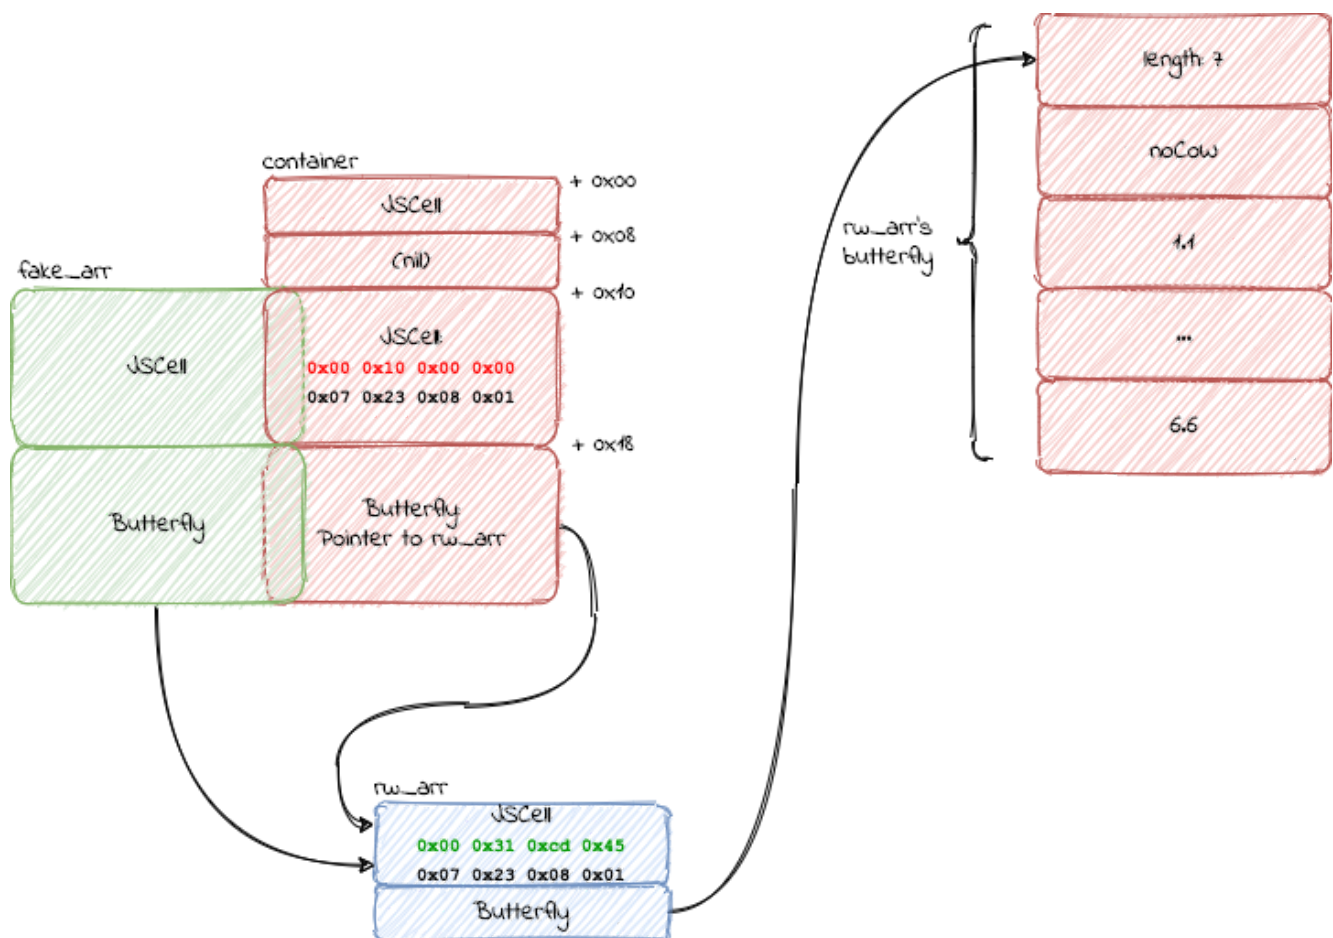 length: 7
noCow
1.1
...
6.6
rw_arr's
butterfly
container
+ 0x00
JSCell
+ 0x08
(nil)
fake_arr
+ 0x10
JSCell
JSCell:
0x00 0x10 0x00 0x00
0x07 0x23 0x08 0x01
+ 0x18
Butterfly
Butterfly:
Pointer to rw_arr
rw_arr
JSCell
0x00 0x31 0xcd 0x45
0x07 0x23 0x08 0x01
Butterfly